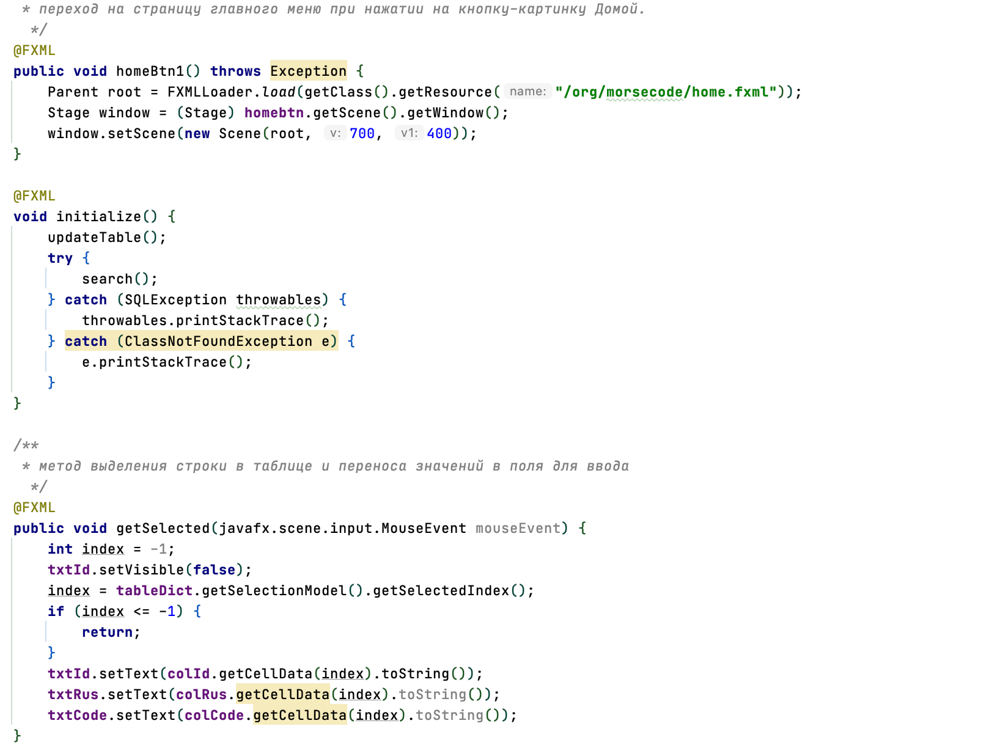 * переход на страницу главного меню при нажатии на кнопку-картинку Домой.
*/
@FXML
public void homeBtn1() throws Exception {
Parent root = FXMLLoader.load(getClass().getResource( name: "/org/morsecode/home.fxml"));
Stage window = (Stage) homebtn.getScene().getWindow();
window.setScene(new Scene(root, v: 700, v1: 400));
}
@FXML
void initialize() {
updateTable();
try {
search();
} catch (SQLException throwables) {
throwables.printStackTrace();
} catch (ClassNotFoundException e) {
e.printStackTrace();
}
}
/**
* метод выделения строки в таблице и переноса значений в поля для ввода
*/
@FXML
public void getSelected(javafx.scene.input.MouseEvent mouseEvent) {
int index = -1;
txtId.setVisible(false);
index = tableDict.getSelectionModel().getSelectedIndex();
if (index <= -1) {
return;
}
txtId.setText(colId.getCellData(index).toString());
txtRus.setText(colRus.getCellData(index).toString());
txtCode.setText(colCode.getCellData(index).toString());
}